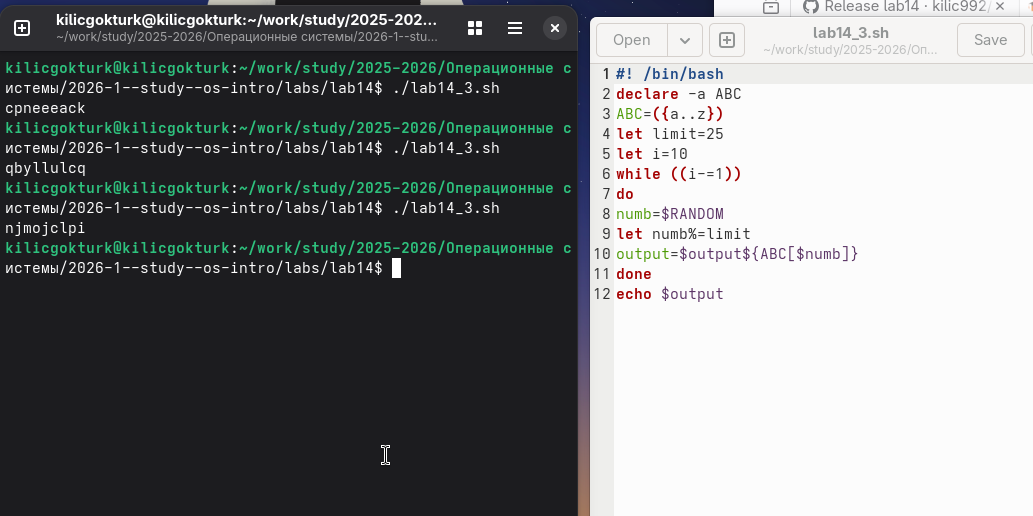 kilicgokturk@kilicgokturk:~/work/study/2025-202...
~/work/study/2025-2026/Операционные системы/2026-1--stu...
kilicgokturk@kilicgokturk:~/work/study/2025-2026/Операционные с
истемы/2026-1--study--os-intro/labs/lab14$ ./lab14_3.sh
cpneeeack
kilicgokturk@kilicgokturk:~/work/study/2025-2026/Операционные с
истемы/2026-1--study--os-intro/labs/lab14$ ./lab14_3.sh
qbyllulcq
kilicgokturk@kilicgokturk:~/work/study/2025-2026/Операционные с
истемы/2026-1--study--os-intro/labs/lab14$ ./lab14_3.sh
njmojclpi
kilicgokturk@kilicgokturk:~/work/study/2025-2026/Операционные с
истемы/2026-1--study--os-intro/labs/lab14$
Release lab14 · kilic992/
Open
lab14_3.sh
~/work/study/2025-2026/Оп...
Save
1 #! /bin/bash
2 declare -a ABC
3 ABC=({a..z})
4 let limit=25
5 let i=10
6 while ((i-=1))
7 do
8 numb=$RANDOM
9 let numb%=limit
10 output=$output${ABC[$numb]}
11 done
12 echo $output